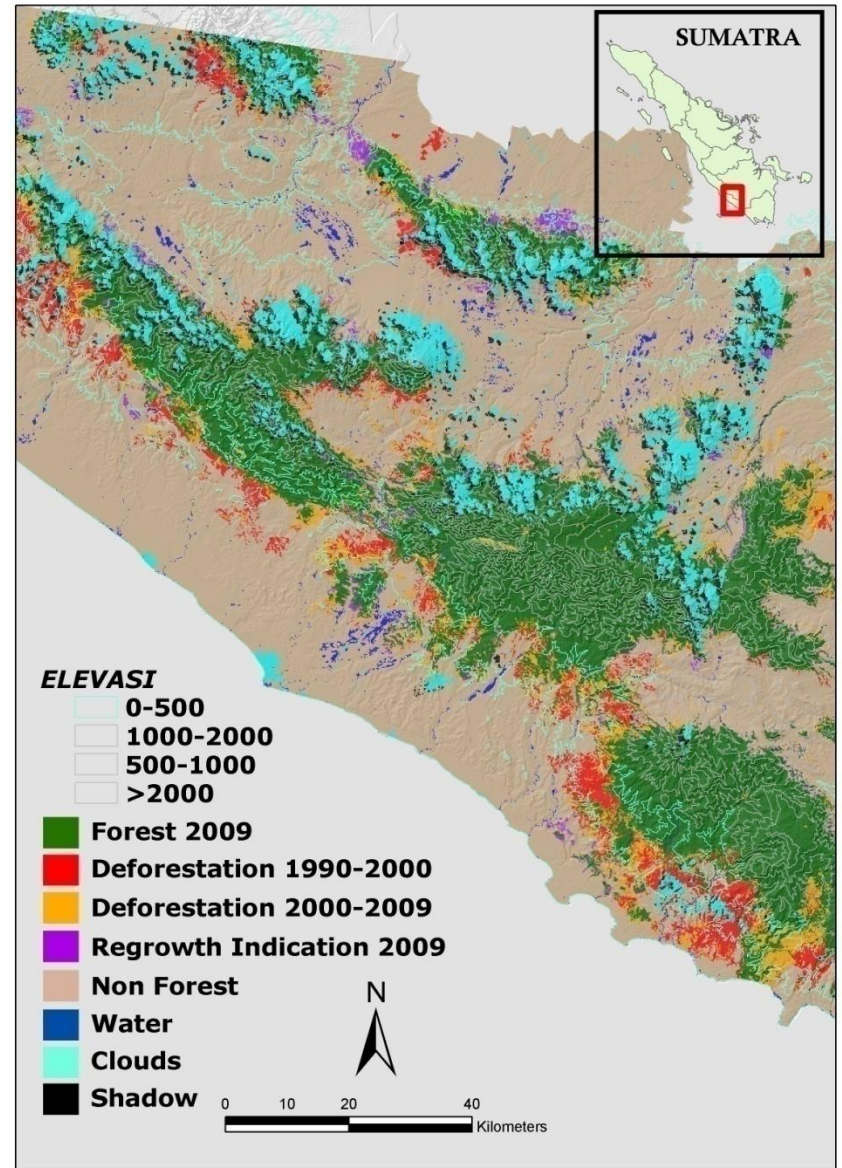 SUMATRA
ELEVASI
0-500
1000-2000
500-1000
>2000
Forest 2009
Deforestation 1990-2000
Deforestation 2000-2009
Regrowth Indication 2009
Non Forest
Water
Clouds
Shadow
N
0 10 20 40
Kilometers